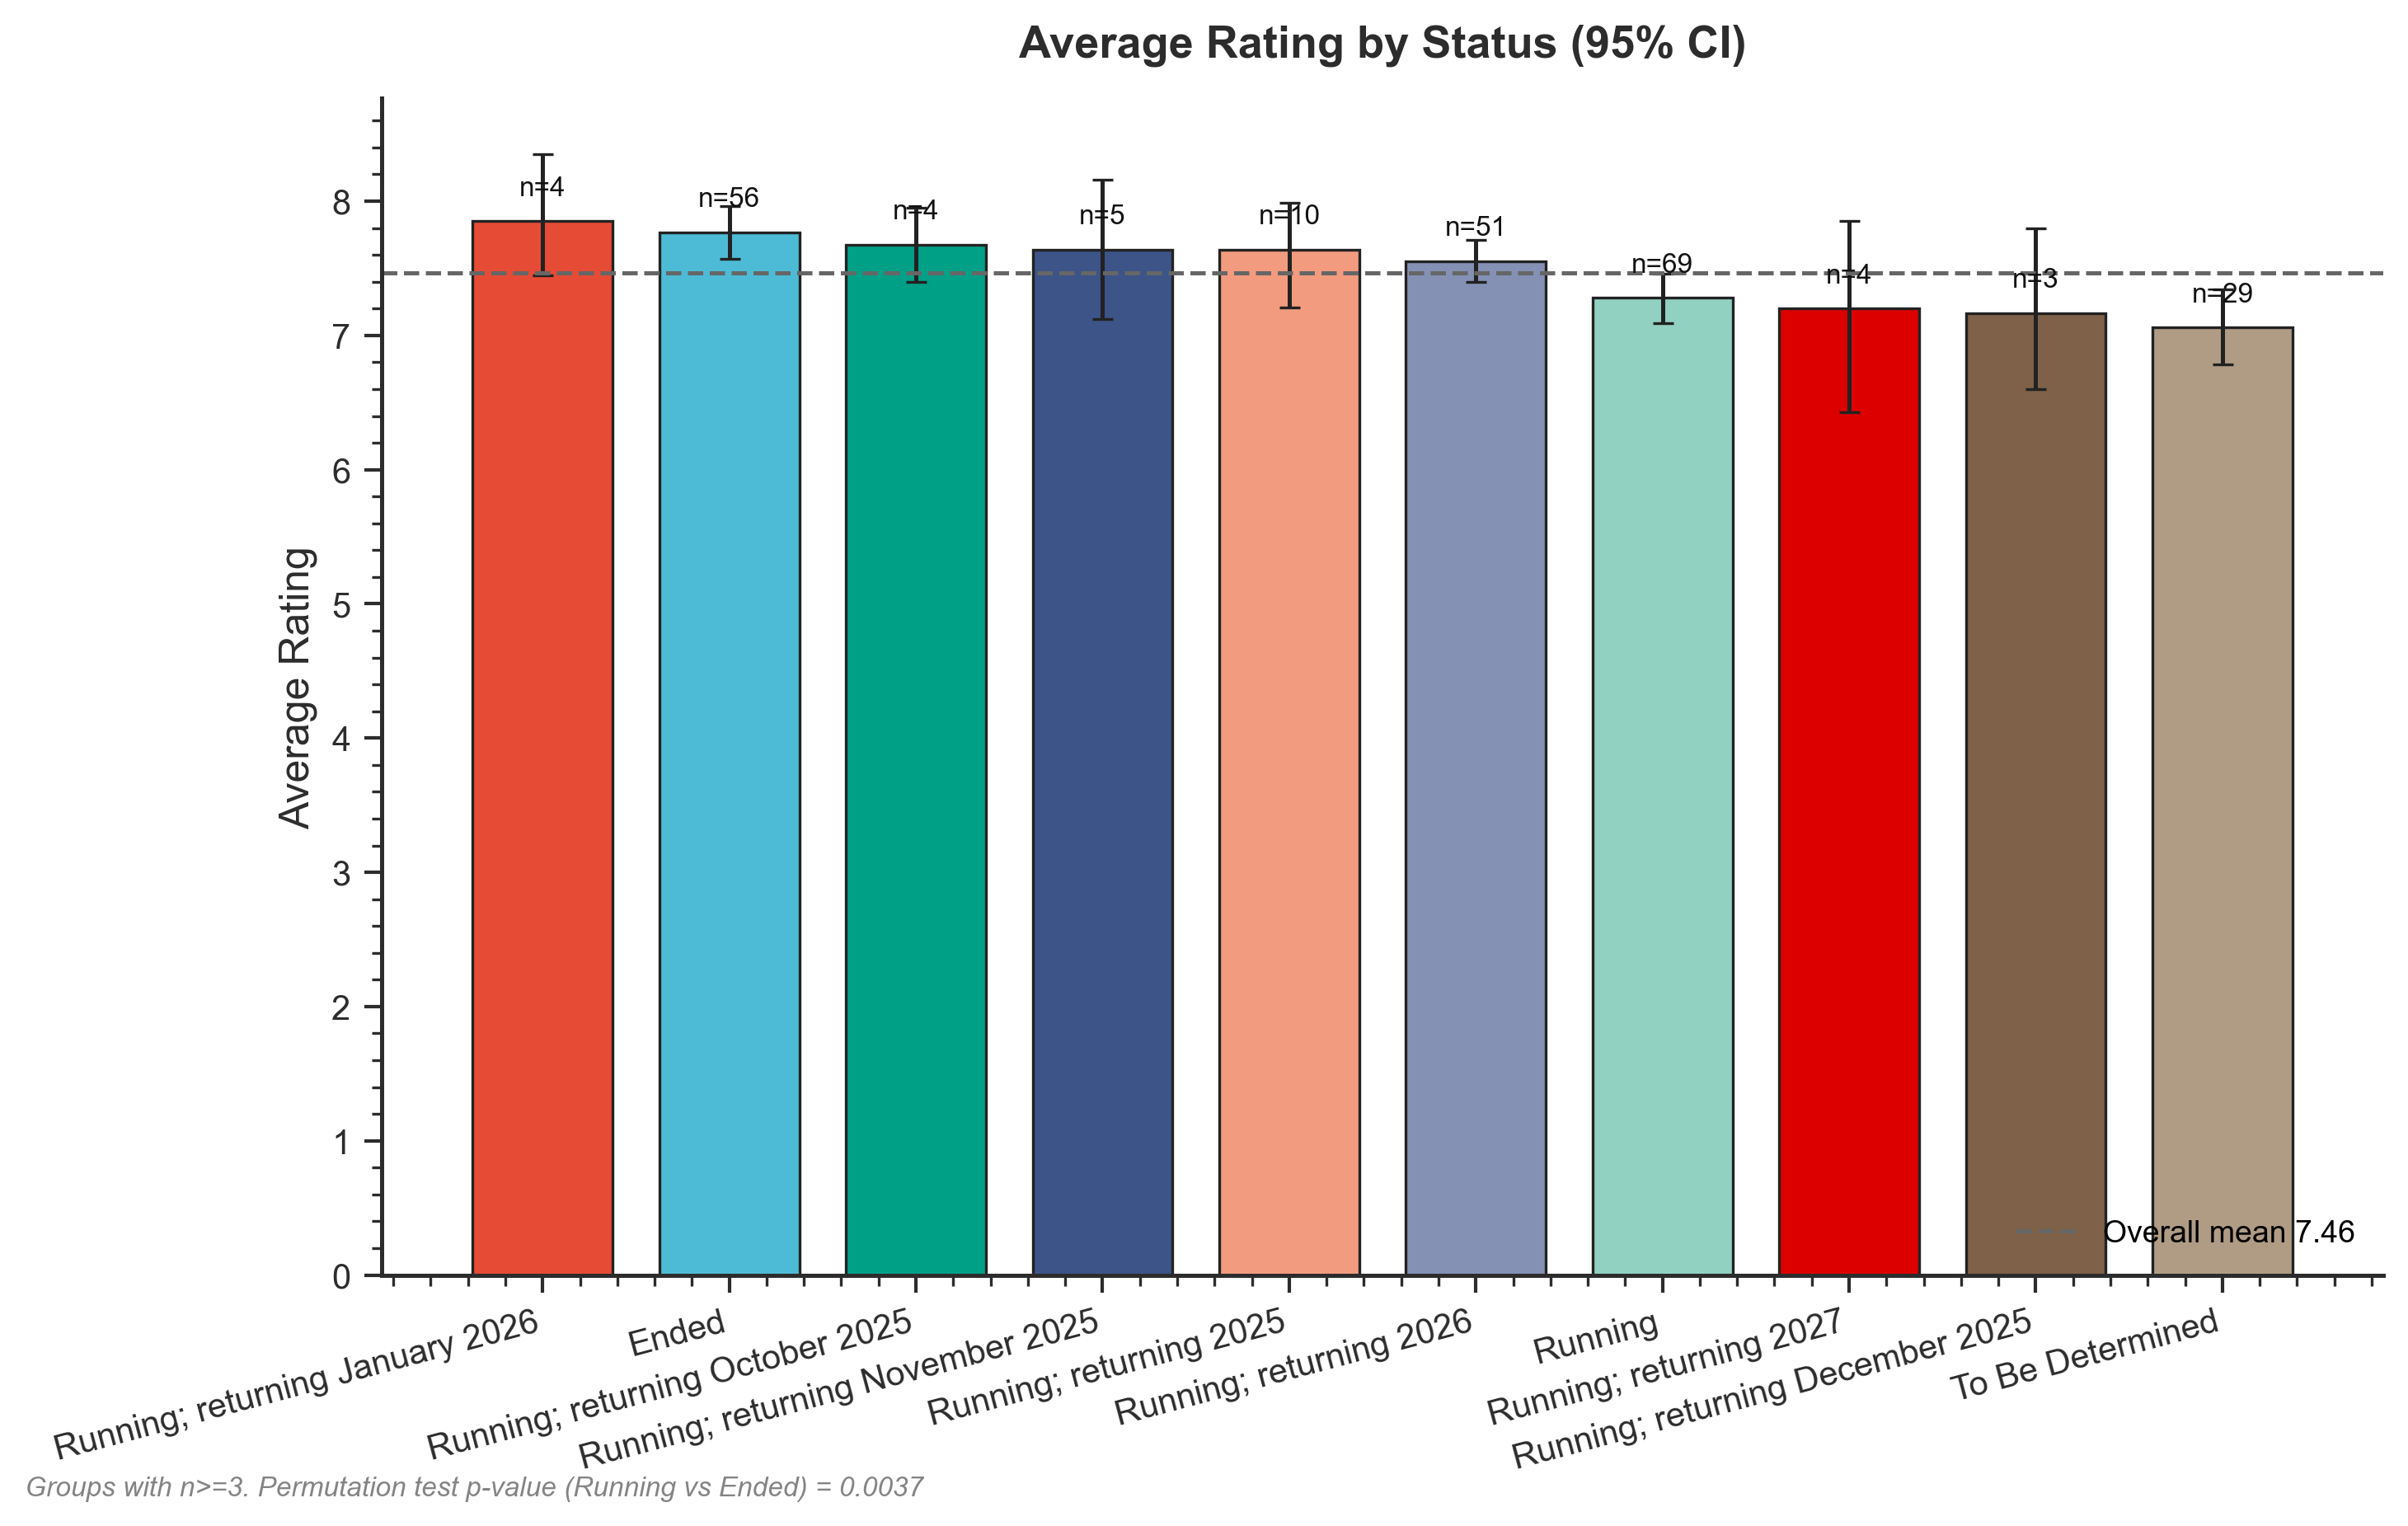 Average Rating by Status (95% CI)
Average Rating
8
7
6
5
4
3
2
1
0
n=4
n=56
n=4
n=5
n=10
n=51
n=69
n=4
n=3
n=29
Overall mean 7.46
Running; returning January 2026
Ended
Running; returning October 2025
Running; returning November 2025
Running; returning 2025
Running; returning 2026
Running
Running; returning 2027
Running; returning December 2025
To Be Determined
Groups with n>=3. Permutation test p-value (Running vs Ended) = 0.0037